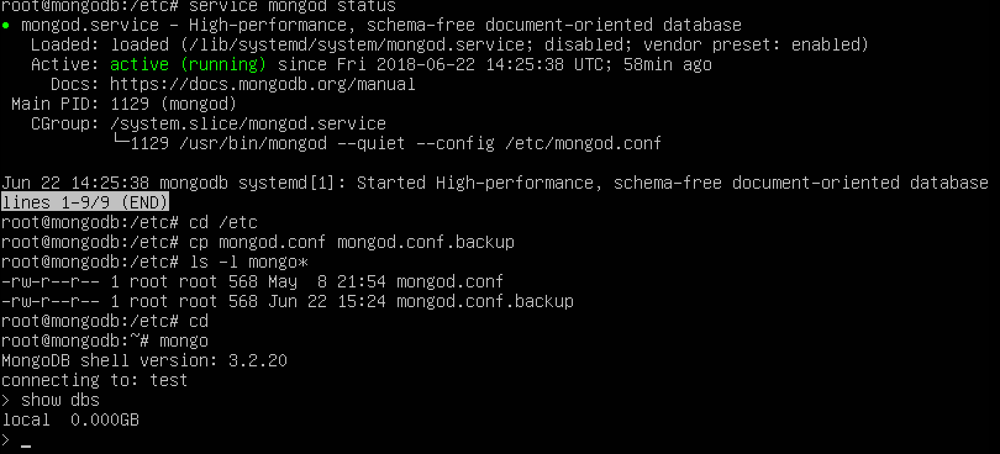 root@mongodb:/etc# service mongod status
● mongod.service - High-performance, schema-free document-oriented database
   Loaded: loaded (/lib/systemd/system/mongod.service; disabled; vendor preset: enabled)
   Active: active (running) since Fri 2018-06-22 14:25:38 UTC; 58min ago
     Docs: https://docs.mongodb.org/manual
 Main PID: 1129 (mongod)
   CGroup: /system.slice/mongod.service
           └─1129 /usr/bin/mongod --quiet --config /etc/mongod.conf

Jun 22 14:25:38 mongodb systemd[1]: Started High-performance, schema-free document-oriented database
lines 1-9/9 (END)
root@mongodb:/etc# cd /etc
root@mongodb:/etc# cp mongod.conf mongod.conf.backup
root@mongodb:/etc# ls -l mongo*
-rw-r--r-- 1 root root 568 May  8 21:54 mongod.conf
-rw-r--r-- 1 root root 568 Jun 22 15:24 mongod.conf.backup
root@mongodb:/etc# cd
root@mongodb:~# mongo
MongoDB shell version: 3.2.20
connecting to: test
> show dbs
local  0.000GB
> _